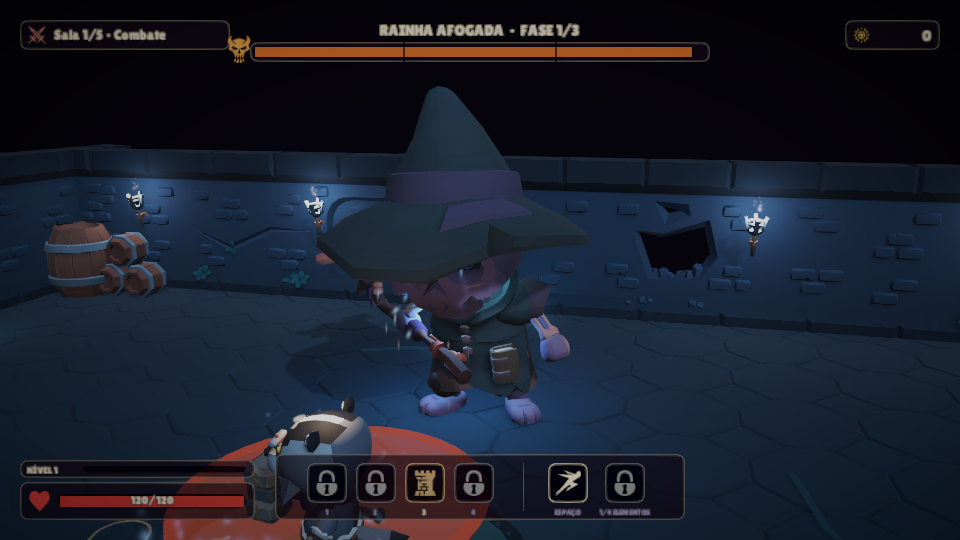 Sala 1/5 - Combate
RAINHA AFOGADA - FASE 1/3
0
NÍVEL 1
120/120
1
2
3
4
ESPAÇO
1/4 ELEMENTOS